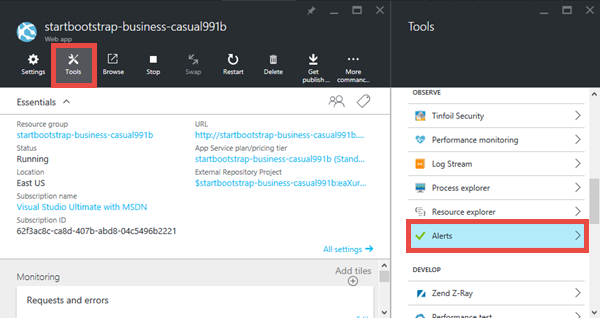 startbootstrap-business-casual991b
Web app
Settings
Tools
Browse
Stop
Swap
Restart
Delete
Get publish ...
More commanc...
Essentials
Resource group
startbootstrap-business-casual991b
Status
Running
Location
East US
Subscription name
Visual Studio Ultimate with MSDN
Subscription ID
62f3ac8c-ca8d-407b-abd8-04c5496b2221
URL
http://startbootstrap-business-casual991b....
App Service plan/pricing tier
startbootstrap-business-casual991b (Stand...
External Repository Project
$startbootstrap-business-casual991b:eaXur...
All settings
Monitoring
Add tiles
Requests and errors
Tools
OBSERVE
Tinfoil Security
Performance monitoring
Log Stream
Process explorer
Resource explorer
Alerts
DEVELOP
Zend Z-Ray
Performance test